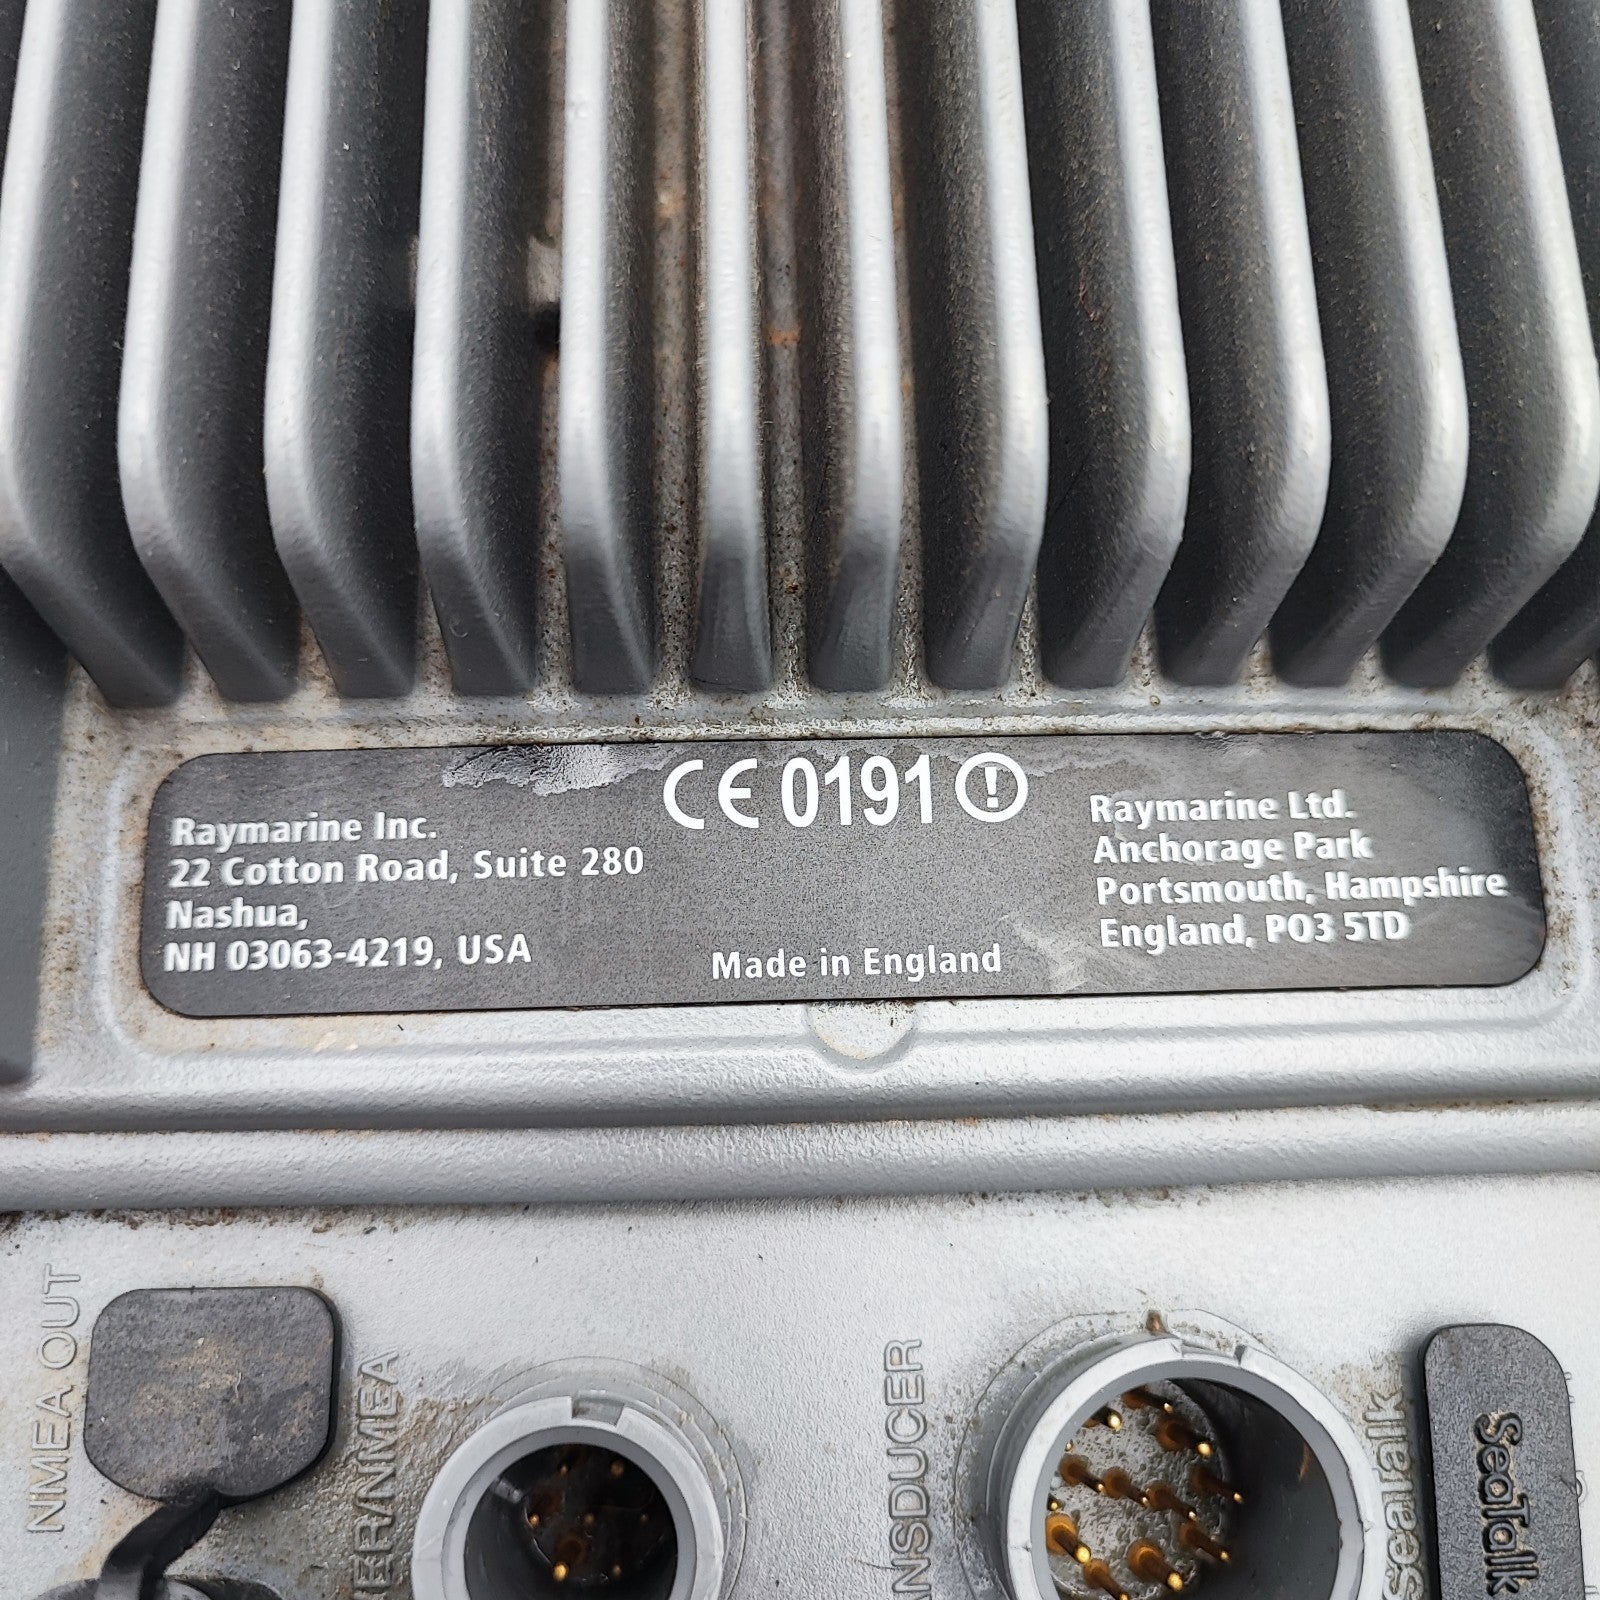 Raymarine Inc.
22 Cotton Road, Suite 280
Nashua,
NH 03063-4219, USA
CE 0191
Made in England
Raymarine Ltd.
Anchorage Park
Portsmouth, Hampshire
England, PO3 5TD
NMEA OUT
NMEA
SeaTalk
SeaTalk